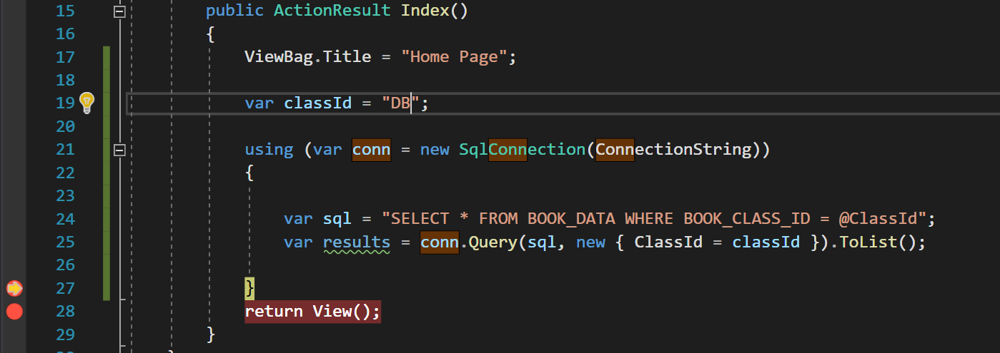 15 public ActionResult Index()
16 {
17 ViewBag.Title = "Home Page";
18
19 var classId = "DB";
20
21 using (var conn = new SqlConnection(ConnectionString))
22 {
23
24 var sql = "SELECT * FROM BOOK_DATA WHERE BOOK_CLASS_ID = @ClassId";
25 var results = conn.Query(sql, new { ClassId = classId }).ToList();
26
27 }
28 return View();
29 }